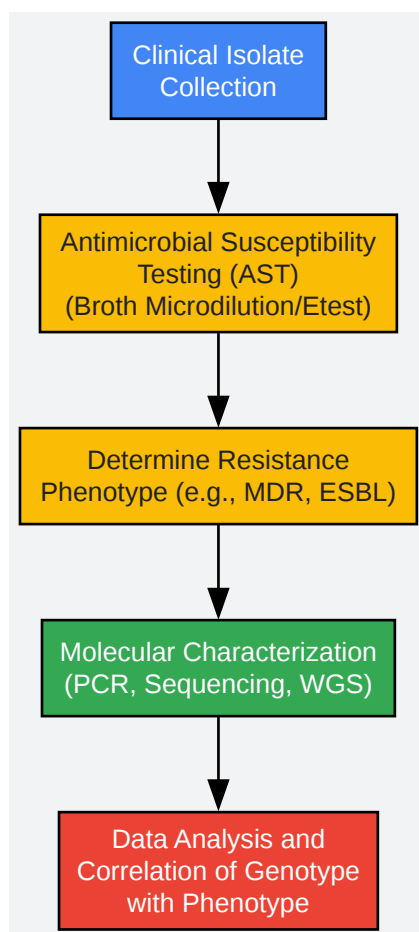 Clinical Isolate
Collection
Antimicrobial Susceptibility
Testing (AST)
(Broth Microdilution/Etest)
Determine Resistance
Phenotype (e.g., MDR, ESBL)
Molecular Characterization
(PCR, Sequencing, WGS)
Data Analysis and
Correlation of Genotype
with Phenotype